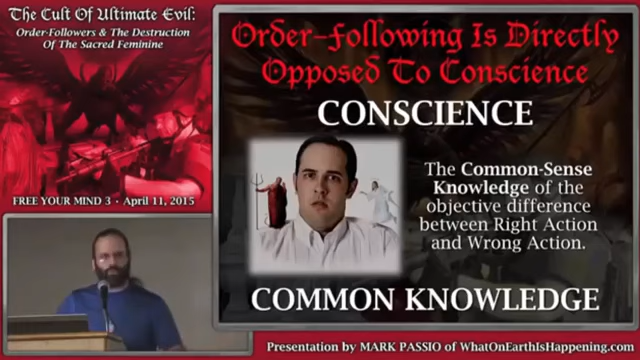 The Cult Of Ultimate Evil:
Order-Followers & The Destruction
Of The Sacred Feminine
FREE YOUR MIND 3 · April 11, 2015
Order-Following Is Directly
Opposed To Conscience
CONSCIENCE
The Common-Sense
Knowledge of the
objective difference
between Right Action
and Wrong Action.
COMMON KNOWLEDGE
Presentation by MARK PASSIO of WhatOnEarthIsHappening.com